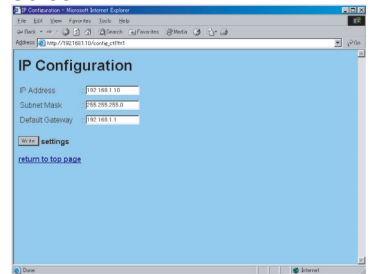 IP Configuration - Microsoft Internet Explorer
File Edit View Favorites Tools Help
Back Search Favorites Media
Address http://192.168.1.10/config_ctl?fn1 Go
IP Configuration
IP Address : 192.168.1.10
Subnet Mask : 255.255.255.0
Default Gateway : 192.168.1.1
Write settings
return to top page
Done Internet